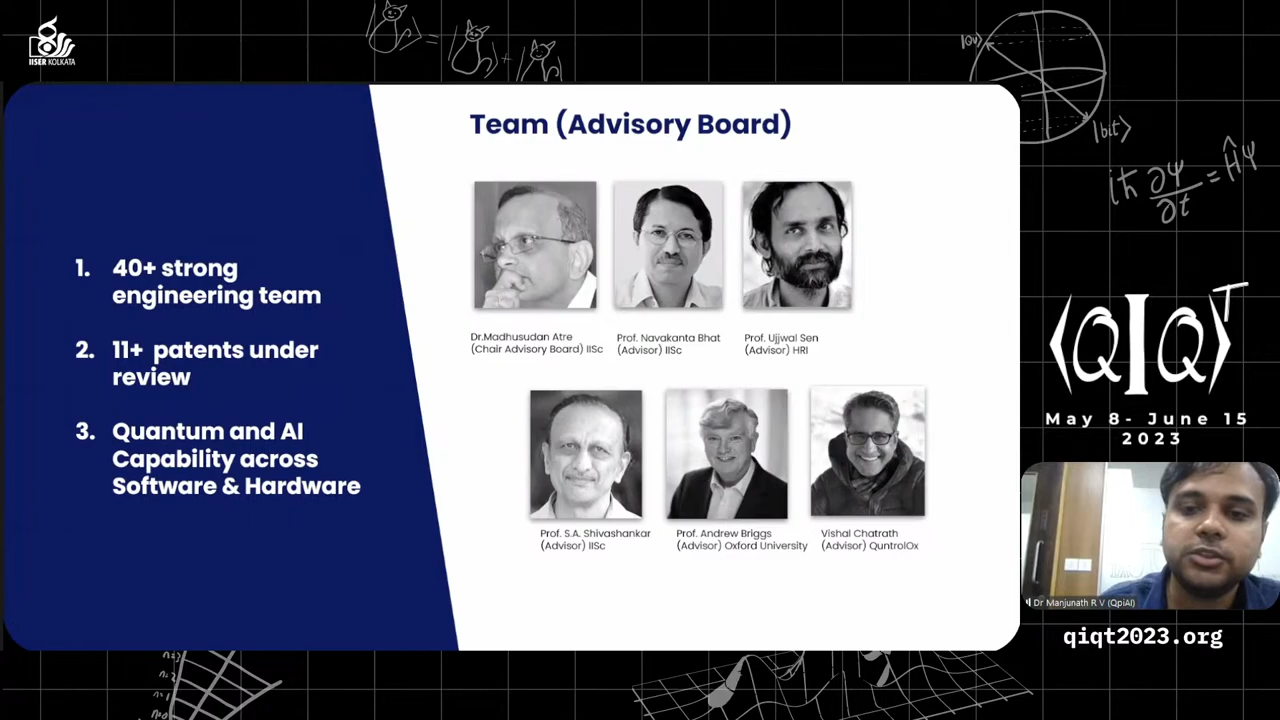 IISER KOLKATA
Team (Advisory Board)
1. 40+ strong
engineering team
2. 11+ patents under
review
3. Quantum and AI
Capability across
Software & Hardware
Dr.Madhusudan Atre
(Chair Advisory Board) IISc
Prof. Navakanta Bhat
(Advisor) IISc
Prof. Ujjwal Sen
(Advisor) HRI
Prof. S.A. Shivashankar
(Advisor) IISc
Prof. Andrew Briggs
(Advisor) Oxford University
Vishal Chatrath
(Advisor) QuntrolOx
|bit⟩
iħ ∂ψ/∂t = Ĥψ
⟨QIQ⟩T
May 8- June 15
2023
Dr Manjunath R V (QpiAI)
qiqt2023.org
n=2
n=1
n=0